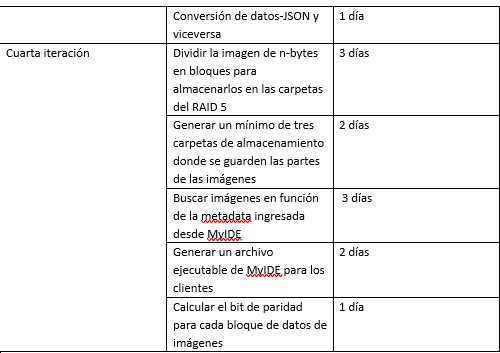 Conversión de datos-JSON y
viceversa
1 día
Cuarta iteración
Dividir la imagen de n-bytes
en bloques para
almacenarlos en las carpetas
del RAID 5
3 días
Generar un mínimo de tres
carpetas de almacenamiento
donde se guarden las partes
de las imágenes
2 días
Buscar imágenes en función
de la metadata ingresada
desde MyIDE
3 días
Generar un archivo
ejecutable de MyIDE para los
clientes
2 días
Calcular el bit de paridad
para cada bloque de datos de
imágenes
1 día